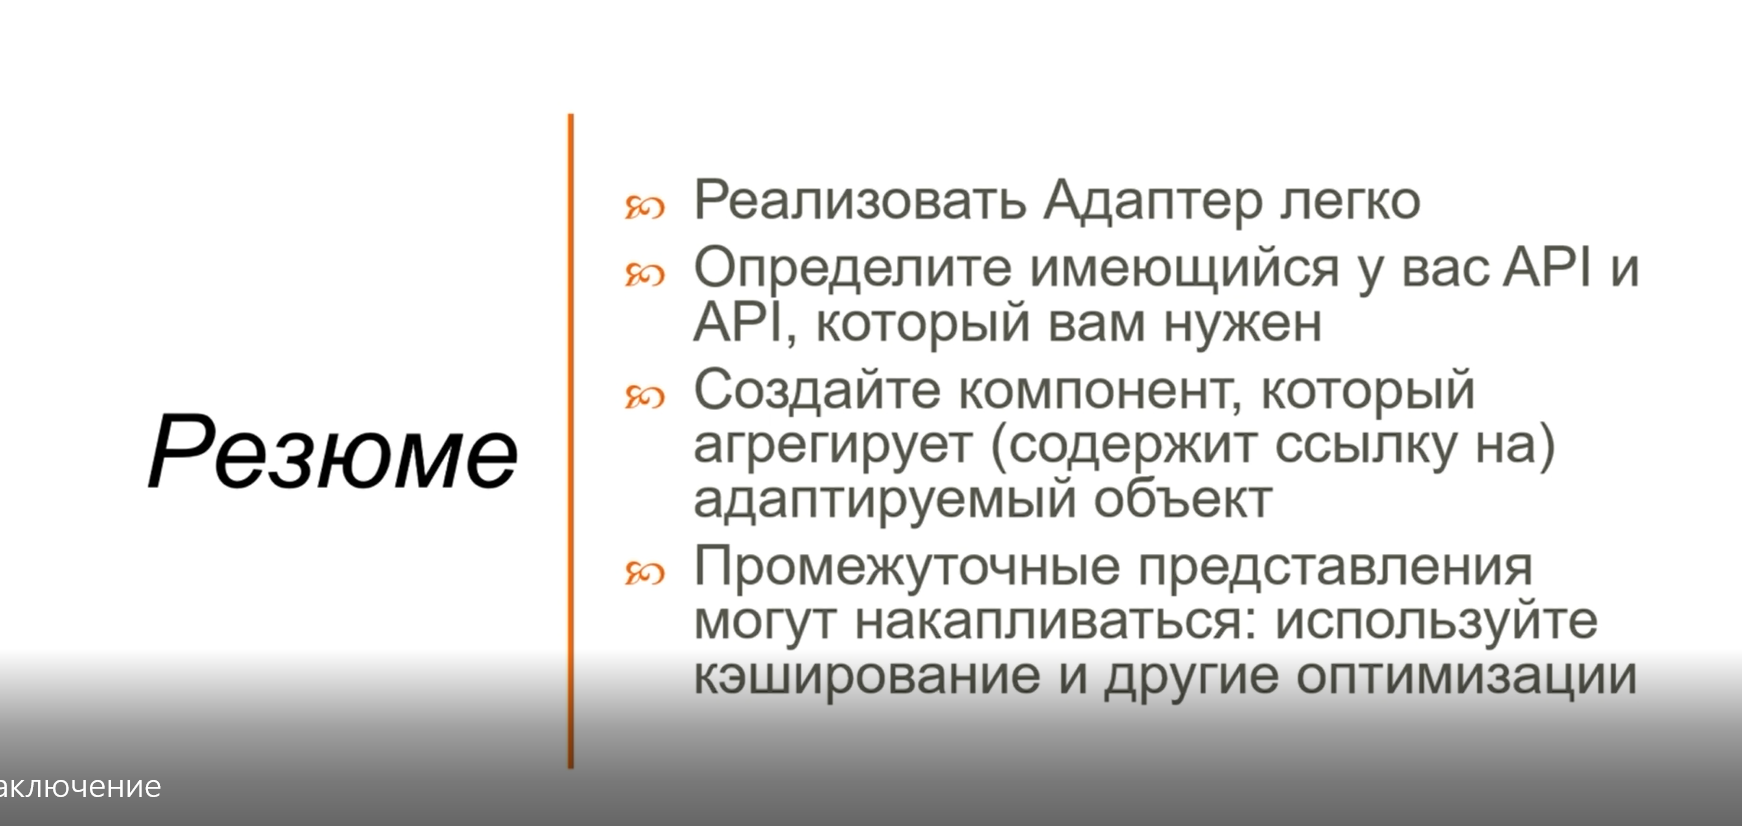 Резюме
Реализовать Адаптер легко
Определите имеющийся у вас API и
API, который вам нужен
Создайте компонент, который
агрегирует (содержит ссылку на)
адаптируемый объект
Промежуточные представления
могут накапливаться: используйте
кэширование и другие оптимизации
аключение